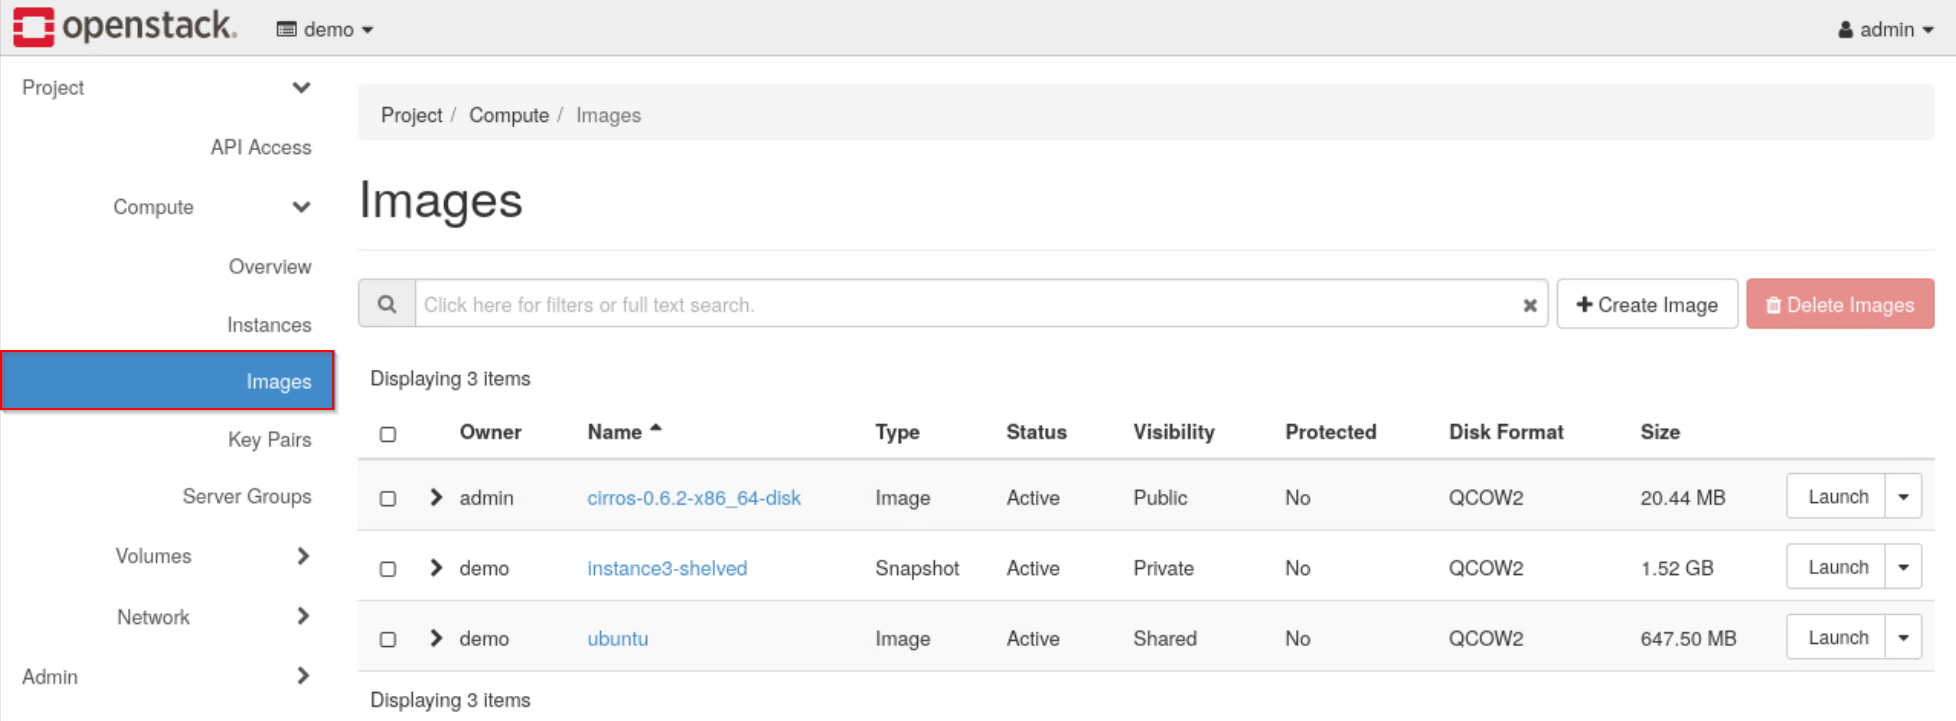 openstack. demo admin
Project
API Access
Compute
Overview
Instances
Images
Key Pairs
Server Groups
Volumes
Network
Admin
Project / Compute / Images
Images
Click here for filters or full text search. Create Image Delete Images
Displaying 3 items
Owner Name Type Status Visibility Protected Disk Format Size
admin cirros-0.6.2-x86_64-disk Image Active Public No QCOW2 20.44 MB Launch
demo instance3-shelved Snapshot Active Private No QCOW2 1.52 GB Launch
demo ubuntu Image Active Shared No QCOW2 647.50 MB Launch
Displaying 3 items